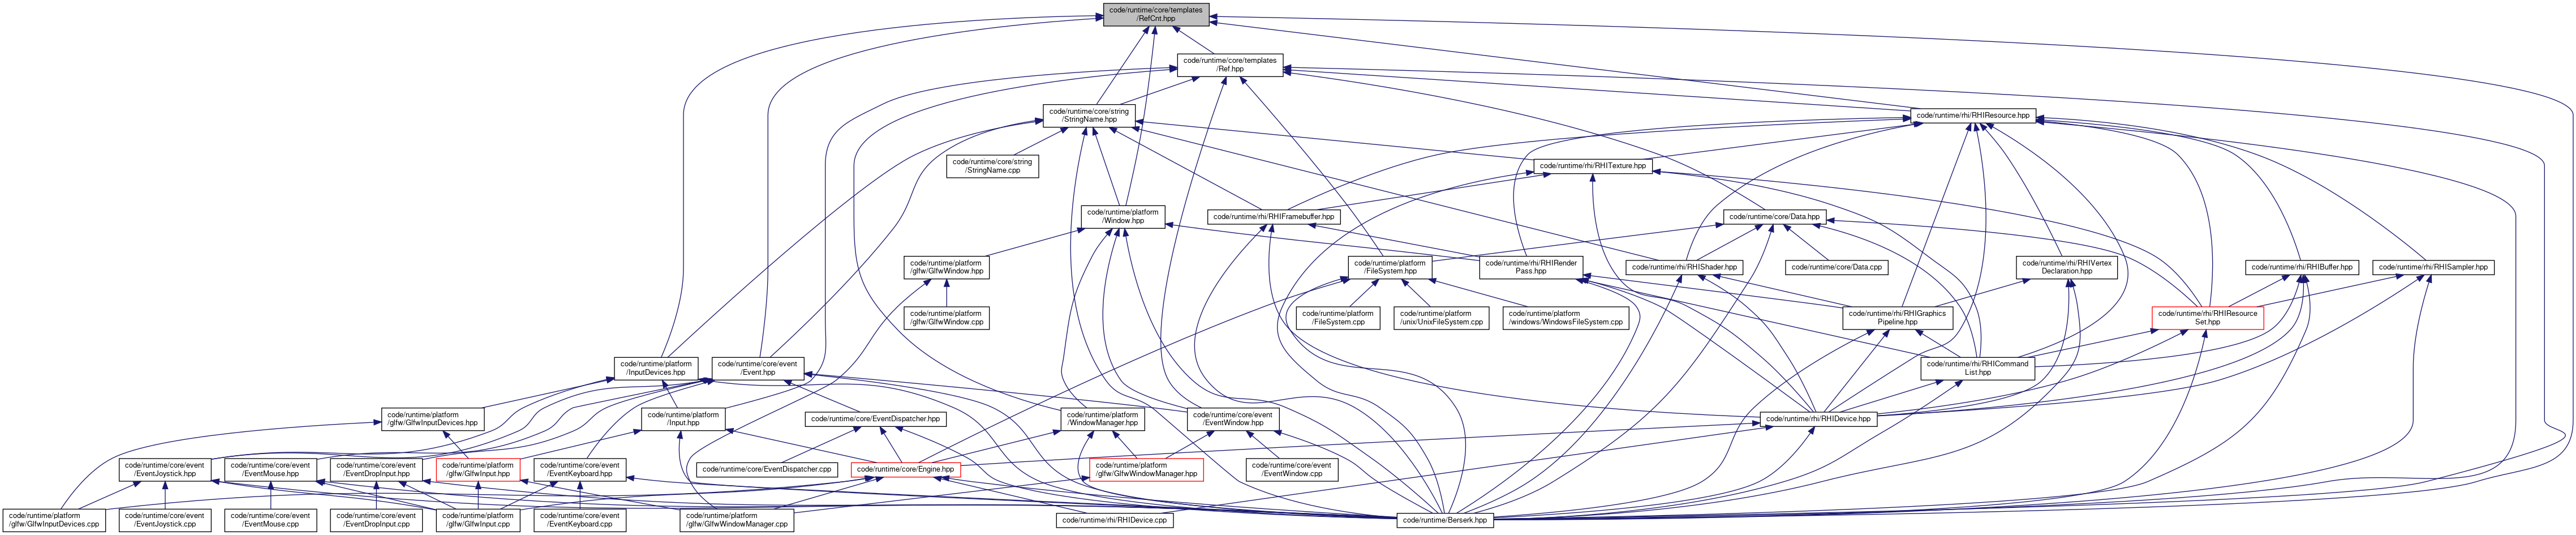 code/runtime/core/templates
/RefCnt.hpp
code/runtime/core/templates
/Ref.hpp
code/runtime/core/string
/StringName.hpp
code/runtime/rhi/RHIResource.hpp
code/runtime/core/string
/StringName.cpp
code/runtime/rhi/RHITexture.hpp
code/runtime/platform
/Window.hpp
code/runtime/rhi/RHIFramebuffer.hpp
code/runtime/core/Data.hpp
code/runtime/platform
/glfw/GlfwWindow.hpp
code/runtime/platform
/FileSystem.hpp
code/runtime/rhi/RHIRender
Pass.hpp
code/runtime/rhi/RHIShader.hpp
code/runtime/core/Data.cpp
code/runtime/rhi/RHIVertex
Declaration.hpp
code/runtime/rhi/RHIBuffer.hpp
code/runtime/rhi/RHISampler.hpp
code/runtime/platform
/glfw/GlfwWindow.cpp
code/runtime/platform
/FileSystem.cpp
code/runtime/platform
/unix/UnixFileSystem.cpp
code/runtime/platform
/windows/WindowsFileSystem.cpp
code/runtime/rhi/RHIGraphics
Pipeline.hpp
code/runtime/rhi/RHIResource
Set.hpp
code/runtime/platform
/InputDevices.hpp
code/runtime/core/event
/Event.hpp
code/runtime/rhi/RHICommand
List.hpp
code/runtime/platform
/glfw/GlfwInputDevices.hpp
code/runtime/platform
/Input.hpp
code/runtime/core/EventDispatcher.hpp
code/runtime/platform
/WindowManager.hpp
code/runtime/core/event
/EventWindow.hpp
code/runtime/rhi/RHIDevice.hpp
code/runtime/core/event
/EventJoystick.hpp
code/runtime/core/event
/EventMouse.hpp
code/runtime/core/event
/EventDropInput.hpp
code/runtime/platform
/glfw/GlfwInput.hpp
code/runtime/core/event
/EventKeyboard.hpp
code/runtime/core/EventDispatcher.cpp
code/runtime/core/Engine.hpp
code/runtime/platform
/glfw/GlfwWindowManager.hpp
code/runtime/core/event
/EventWindow.cpp
code/runtime/platform
/glfw/GlfwInputDevices.cpp
code/runtime/core/event
/EventJoystick.cpp
code/runtime/core/event
/EventMouse.cpp
code/runtime/core/event
/EventDropInput.cpp
code/runtime/platform
/glfw/GlfwInput.cpp
code/runtime/core/event
/EventKeyboard.cpp
code/runtime/platform
/glfw/GlfwWindowManager.cpp
code/runtime/rhi/RHIDevice.cpp
code/runtime/Berserk.hpp